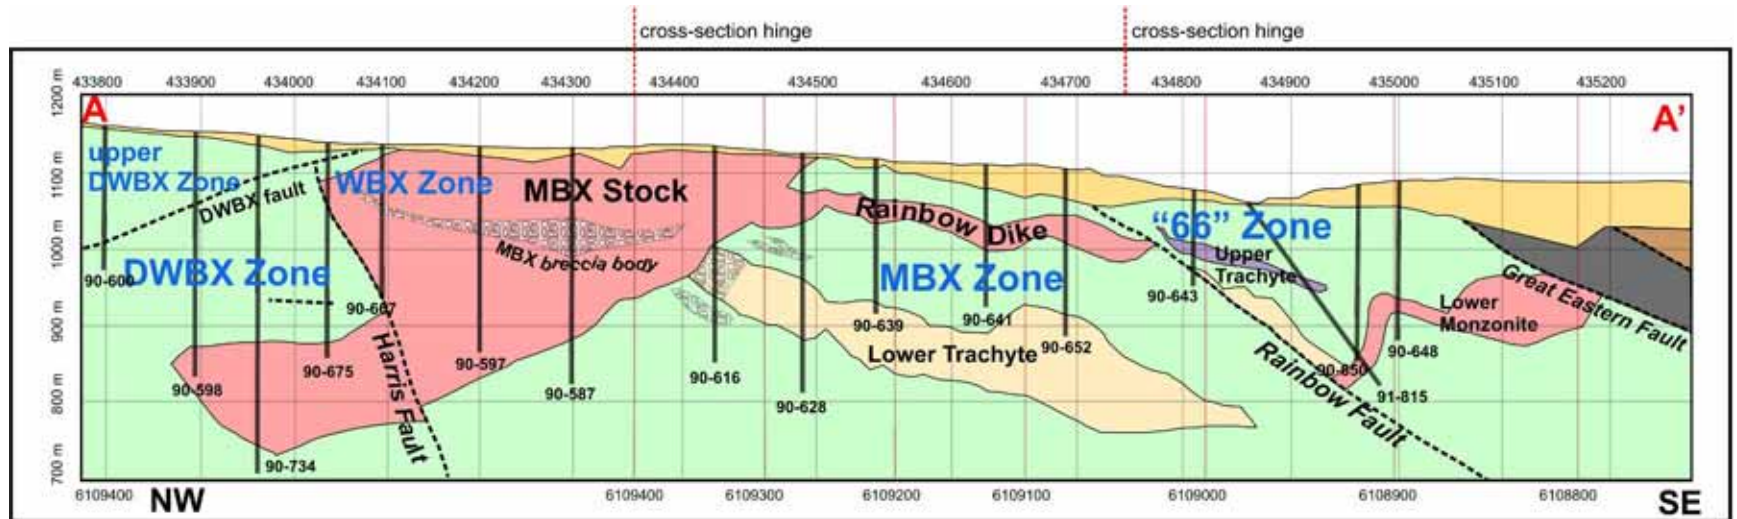 cross-section hinge
cross-section hinge
433800 433900 434000 434100 434200 434300 434400 434500 434600 434700 434800 434900 435000 435100 435200
1200 m
1100 m
1000 m
900 m
800 m
700 m
A
A'
upper
DWBX Zone
DWBX fault
WBX Zone
MBX Stock
Rainbow Dike
"66" Zone
Upper
Trachyte
MBX breccia body
DWBX Zone
MBX Zone
Great Eastern Fault
Lower
Monzonite
Harris Fault
Lower Trachyte
Rainbow Fault
90-600
90-598
90-734
90-675
90-667
90-597
90-587
90-616
90-628
90-639
90-641
90-652
90-643
90-850
91-815
90-648
6109400 6109400 6109300 6109200 6109100 6109000 6108900 6108800
NW
SE